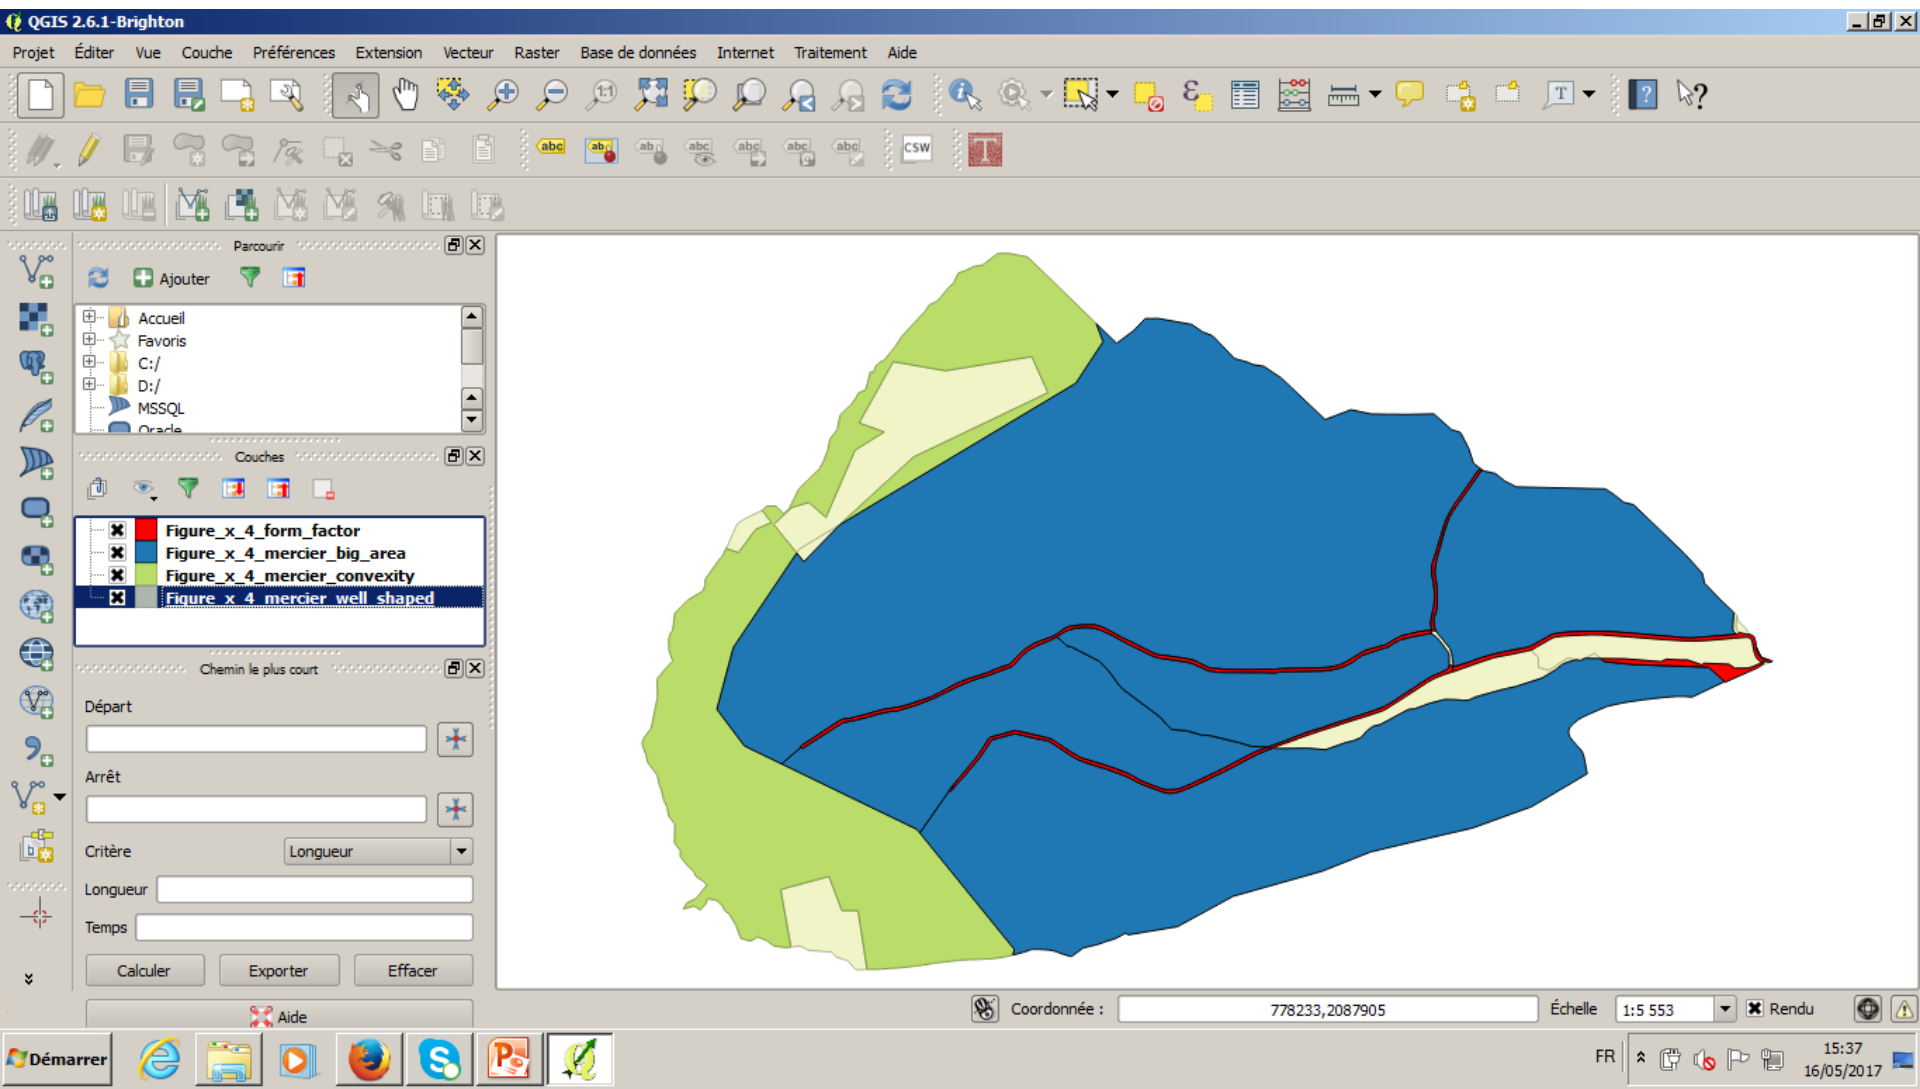 QGIS 2.6.1-Brighton
Projet Éditer Vue Couche Préférences Extension Vecteur Raster Base de données Internet Traitement Aide
1:1 T ?
abc abc CSW T
Parcourir
Ajouter
Accueil
Favoris
C:/
D:/
MSSQL
Oracle
Couches
Figure_x_4_form_factor
Figure_x_4_mercier_big_area
Figure_x_4_mercier_convexity
Figure_x_4_mercier_well_shaped
Chemin le plus court
Départ
Arrêt
Critère Longueur
Longueur
Temps
Calculer Exporter Effacer
Aide
Coordonnée : 778233,2087905 Échelle 1:5 553 Rendu
Démarrer FR 15:37
16/05/2017